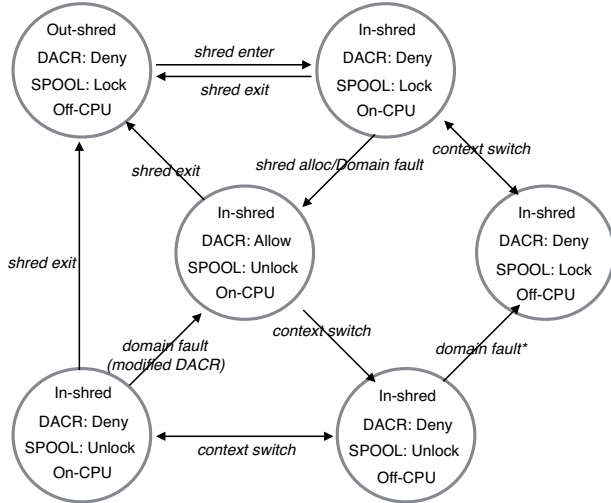 Out-shred
DACR: Deny
SPOOL: Lock
Off-CPU
shred enter
shred exit
In-shred
DACR: Deny
SPOOL: Lock
On-CPU
shred exit
shred alloc/Domain fault
context switch
In-shred
DACR: Allow
SPOOL: Unlock
On-CPU
In-shred
DACR: Deny
SPOOL: Lock
Off-CPU
shred exit
domain fault
(modified DACR)
context switch
domain fault*
In-shred
DACR: Deny
SPOOL: Unlock
On-CPU
context switch
In-shred
DACR: Deny
SPOOL: Unlock
Off-CPU